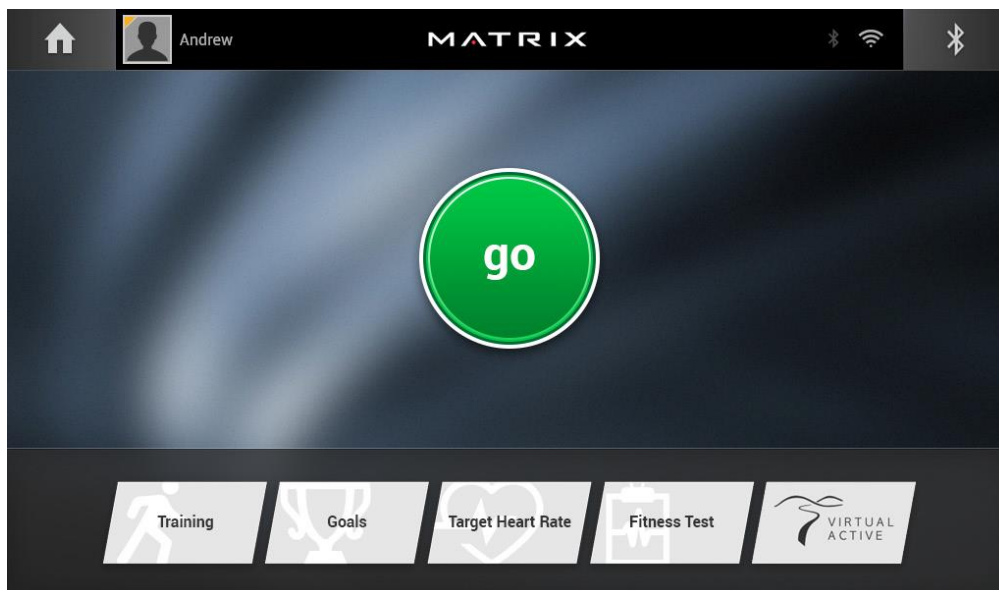 Andrew
MATRIX
go
Training
Goals
Target Heart Rate
Fitness Test
VIRTUAL
ACTIVE